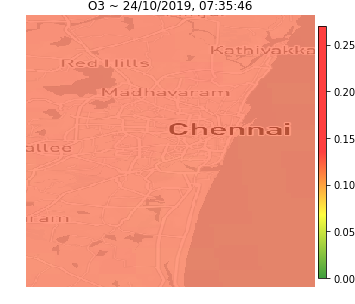 O3 ~ 24/10/2019, 07:35:46
Kathivakka
Red Hills
Madhavaram
Chennai
allee
ram
0.25
0.20
0.15
0.10
0.05
0.00